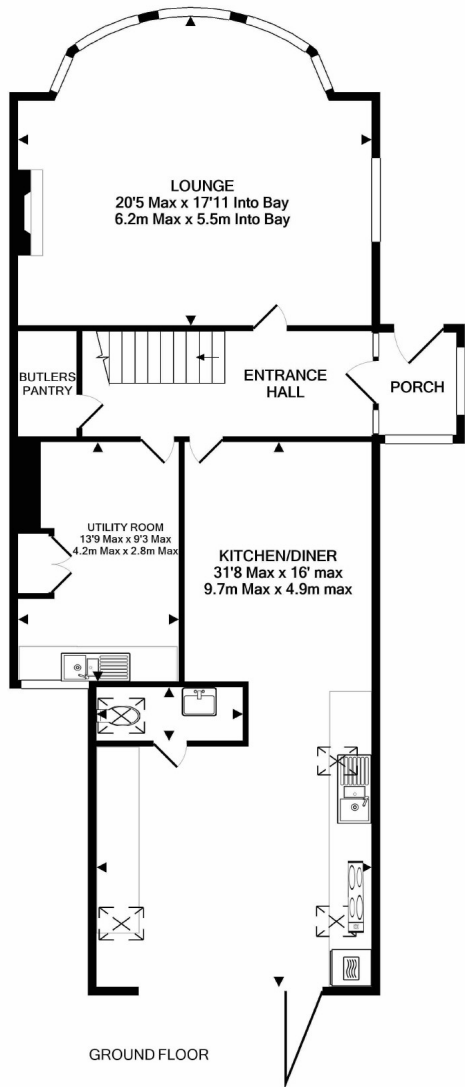 LOUNGE
20'5 Max x 17'11 Into Bay
6.2m Max x 5.5m Into Bay
BUTLERS
PANTRY
ENTRANCE
HALL
PORCH
UTILITY ROOM
13'9 Max x 9'3 Max
4.2m Max x 2.8m Max
KITCHEN/DINER
31'8 Max x 16' max
9.7m Max x 4.9m max
GROUND FLOOR